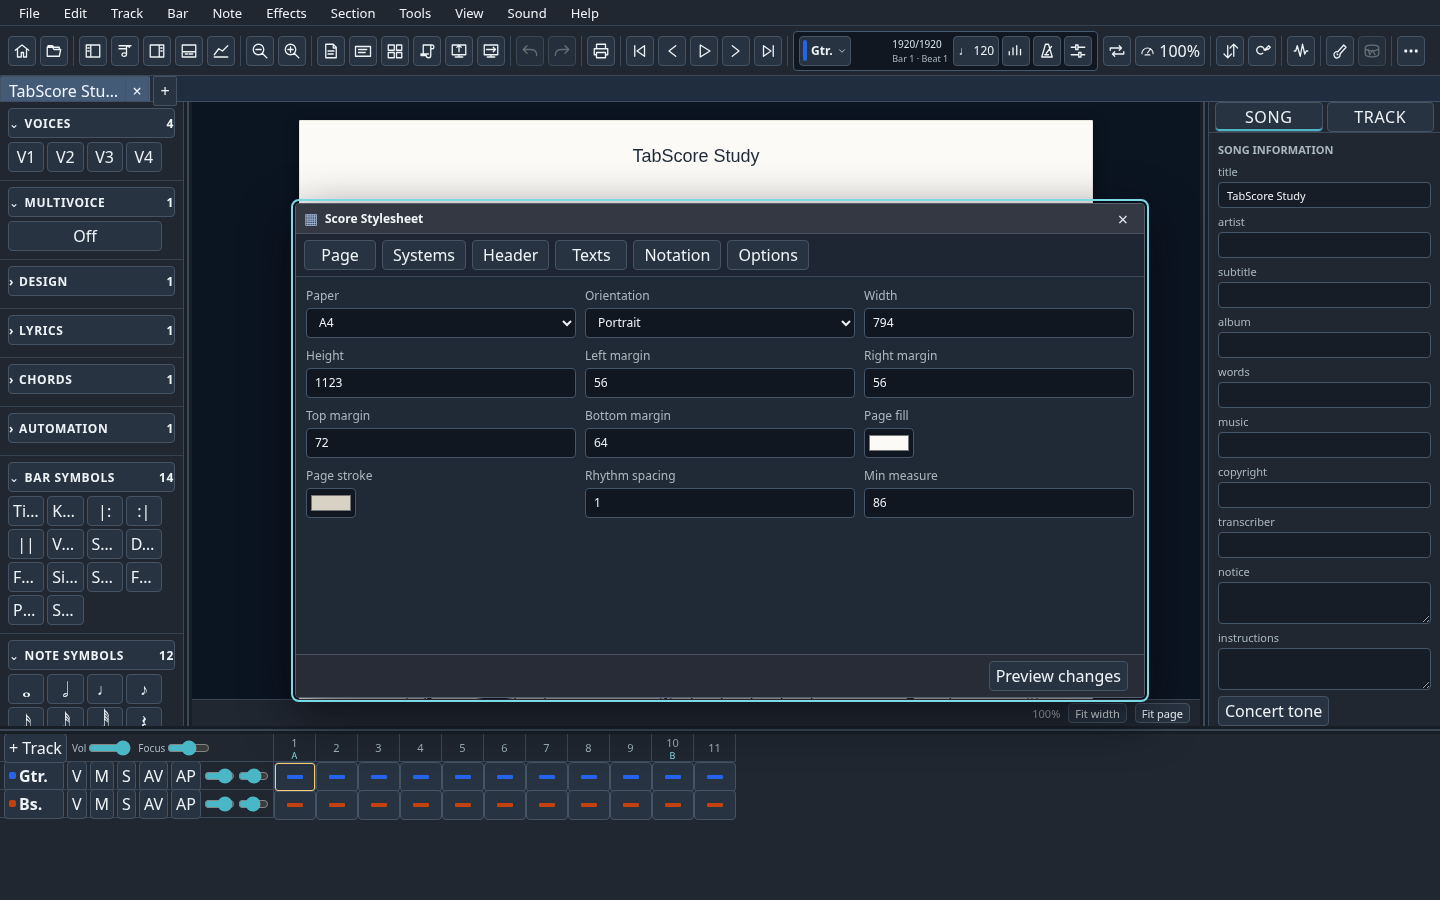 File Edit Track Bar Note Effects Section Tools View Sound Help
Gtr.
1920/1920
Bar 1 · Beat 1
♩ 120
100%
TabScore Stu... × +
VOICES 4
V1 V2 V3 V4
MULTIVOICE 1
Off
DESIGN 1
LYRICS 1
CHORDS 1
AUTOMATION 1
BAR SYMBOLS 14
Ti... K... |: :|
|| V... S... D...
F... Si... S... F...
P... S...
NOTE SYMBOLS 12
TabScore Study
Score Stylesheet ×
Page Systems Header Texts Notation Options
Paper Orientation Width
A4 Portrait 794
Height Left margin Right margin
1123 56 56
Top margin Bottom margin Page fill
72 64
Page stroke Rhythm spacing Min measure
1 86
Preview changes
100% Fit width Fit page
SONG TRACK
SONG INFORMATION
title
TabScore Study
artist
subtitle
album
words
music
copyright
transcriber
notice
instructions
Concert tone
+ Track Vol Focus 1 2 3 4 5 6 7 8 9 10 11
A B
Gtr. V M S AV AP
Bs. V M S AV AP